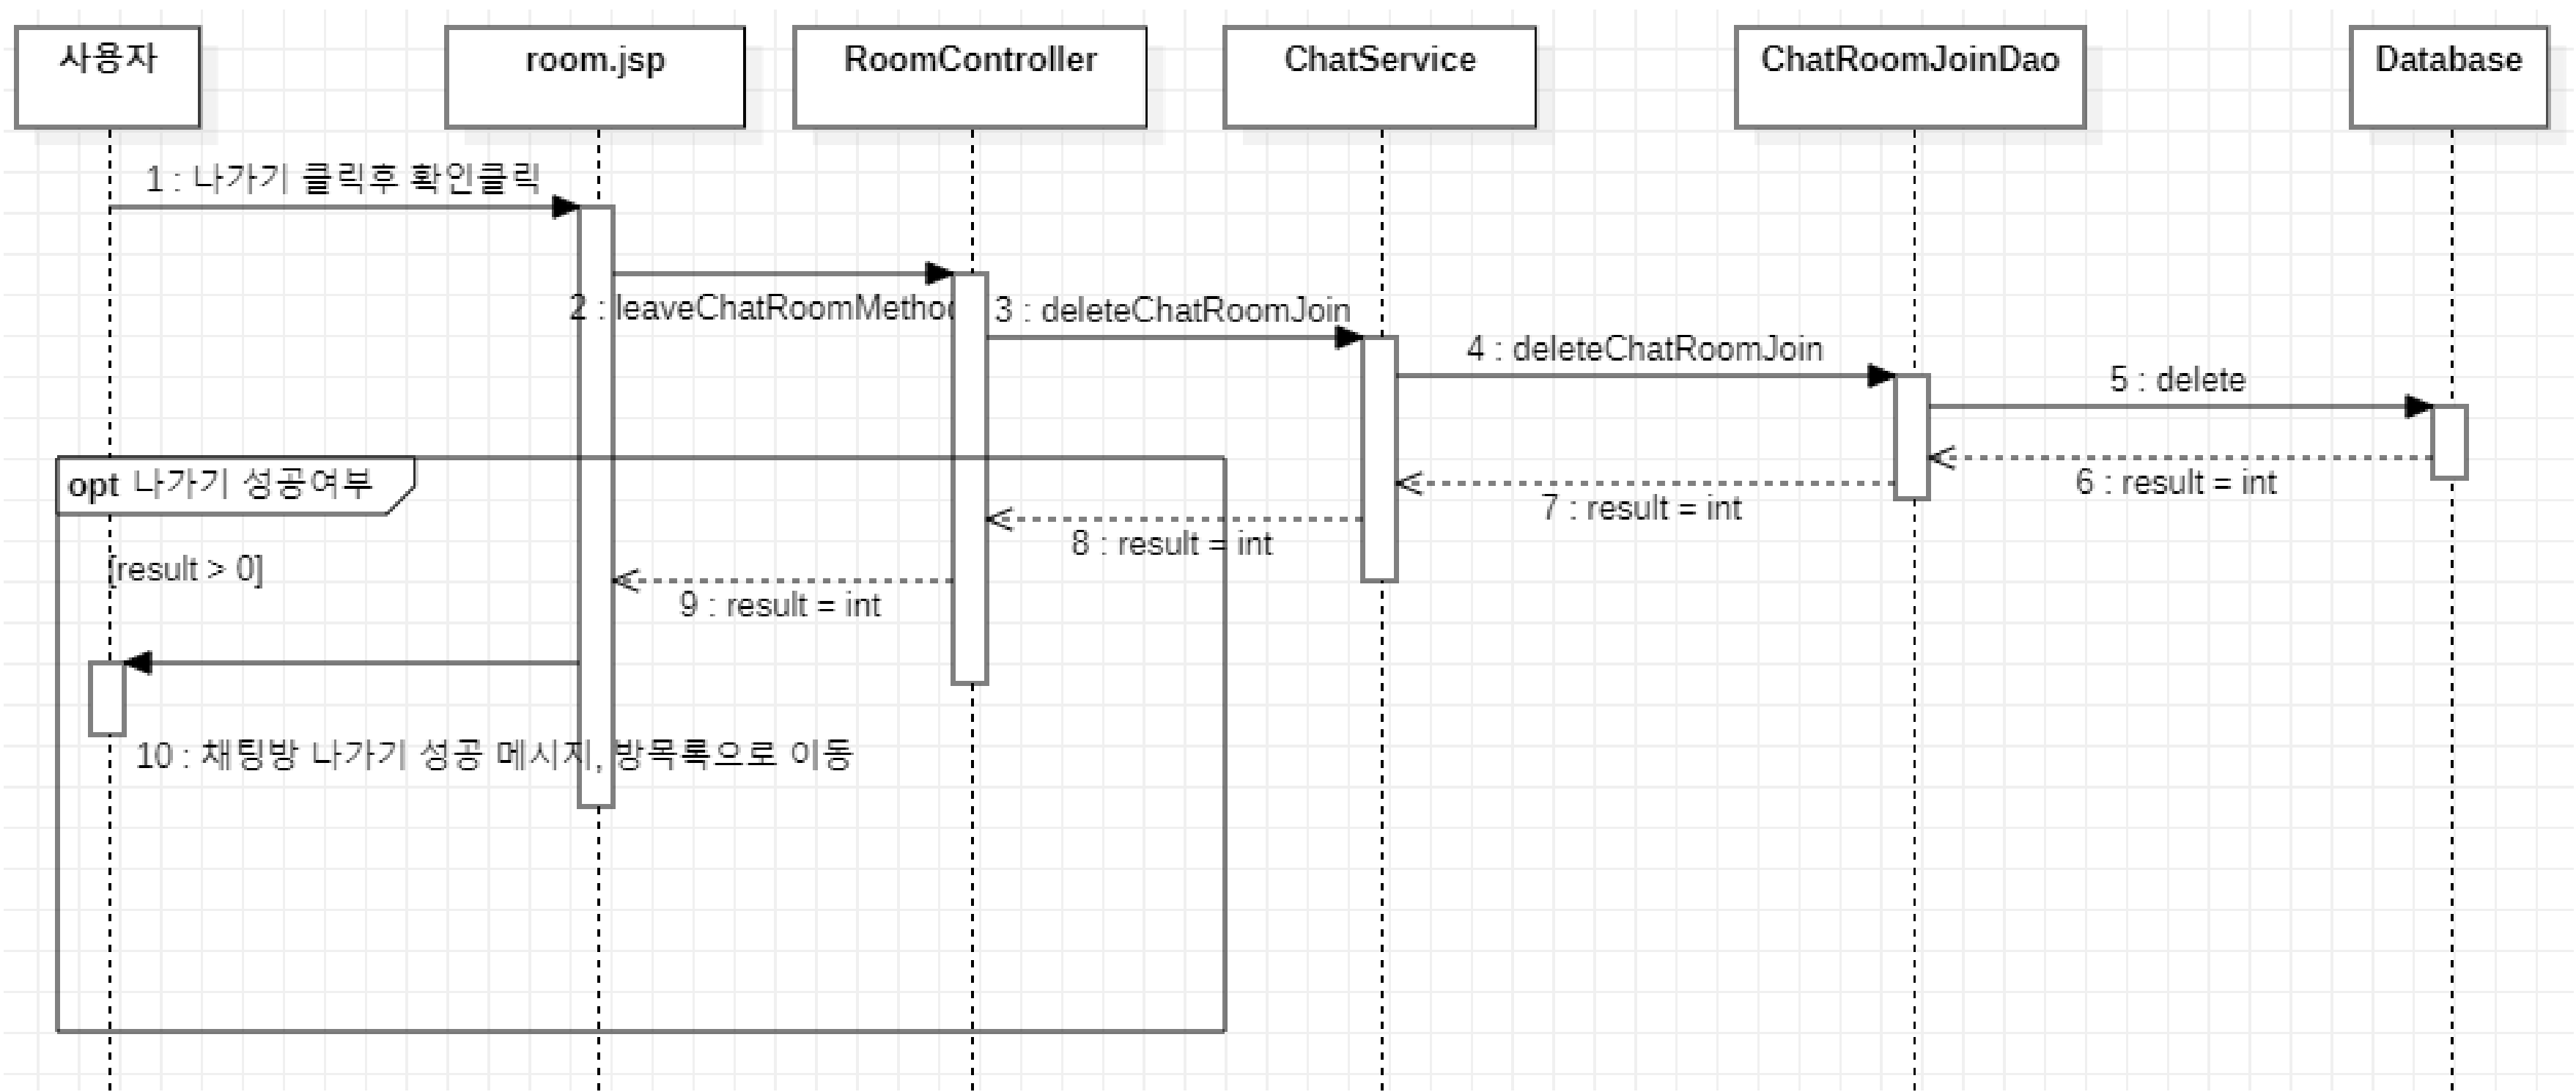 사용자
room.jsp
RoomController
ChatService
ChatRoomJoinDao
Database
1 : 나가기 클릭후 확인클릭
2 : leaveChatRoomMethod
3 : deleteChatRoomJoin
4 : deleteChatRoomJoin
5 : delete
6 : result = int
7 : result = int
8 : result = int
9 : result = int
opt 나가기 성공여부
[result > 0]
10 : 채팅방 나가기 성공 메시지, 방목록으로 이동